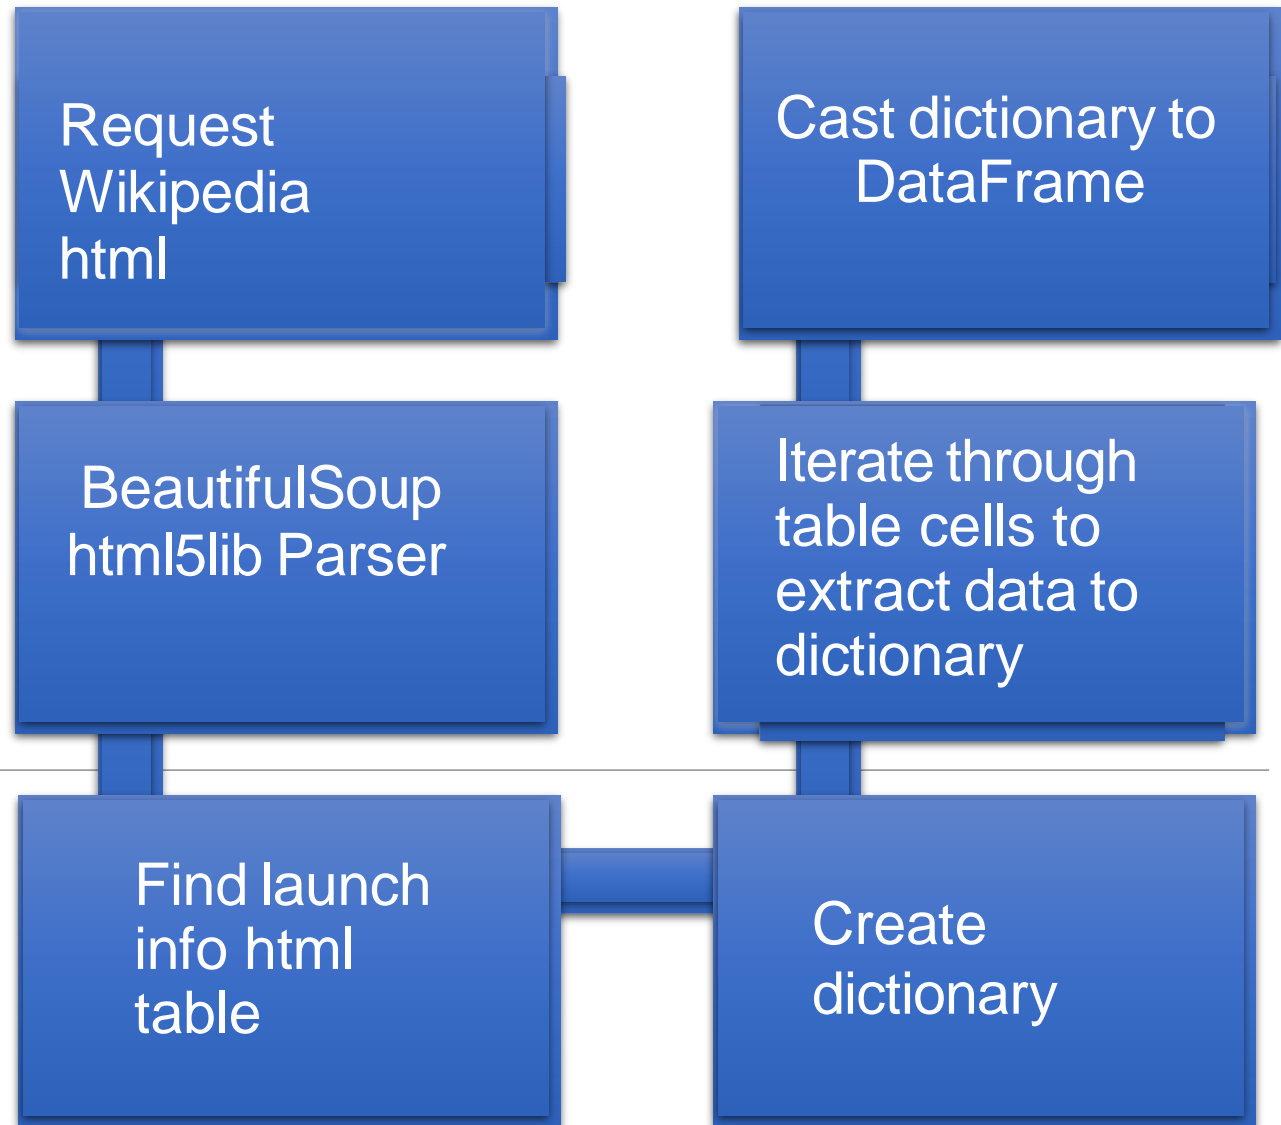 Request
Wikipedia
html
BeautifulSoup
html5lib Parser
Find launch
info html
table
Create
dictionary
Iterate through
table cells to
extract data to
dictionary
Cast dictionary to
DataFrame